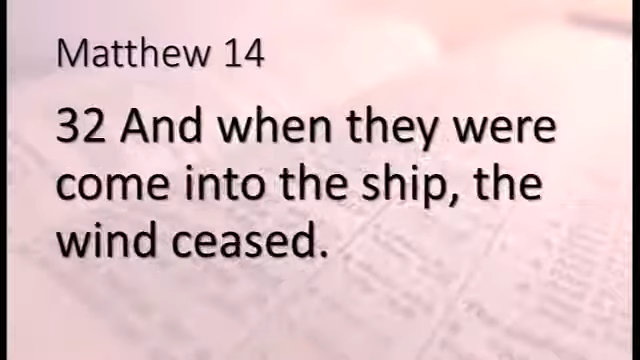 Matthew 14
32 And when they were
come into the ship, the
wind ceased.